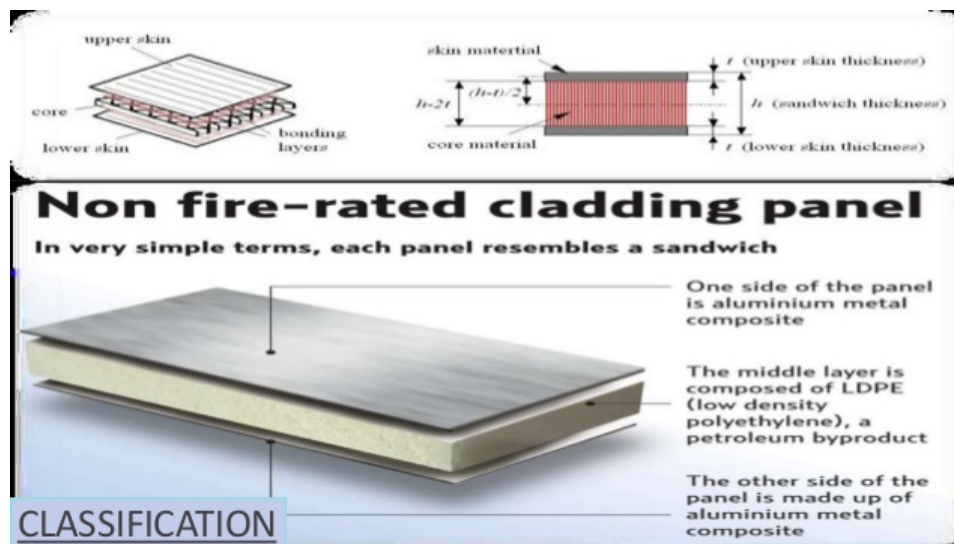 upper skin
core
lower skin
bonding
layers
skin matertial
h-2t
(h-t)/2
core material
t (upper skin thickness)
h (sandwich thickness)
t (lower skin thickness)
Non fire-rated cladding panel
In very simple terms, each panel resembles a sandwich
One side of the panel
is aluminium metal
composite
The middle layer is
composed of LDPE
(low density
polyethylene), a
petroleum byproduct
The other side of the
panel is made up of
aluminium metal
composite
CLASSIFICATION